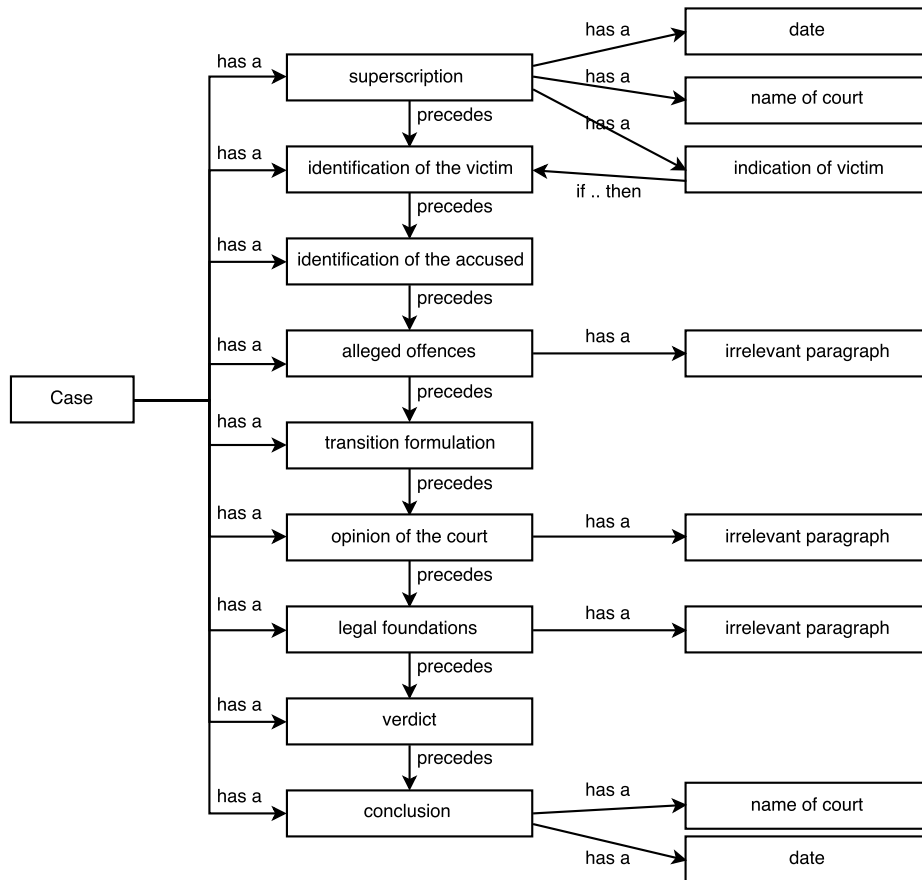 has a
date
has a
superscription
has a
name of court
precedes
has a
has a
identification of the victim
indication of victim
if .. then
precedes
has a
identification of the accused
precedes
has a
alleged offences
has a
irrelevant paragraph
Case
precedes
has a
transition formulation
precedes
has a
opinion of the court
has a
irrelevant paragraph
precedes
has a
legal foundations
has a
irrelevant paragraph
precedes
has a
verdict
precedes
has a
conclusion
has a
name of court
has a
date